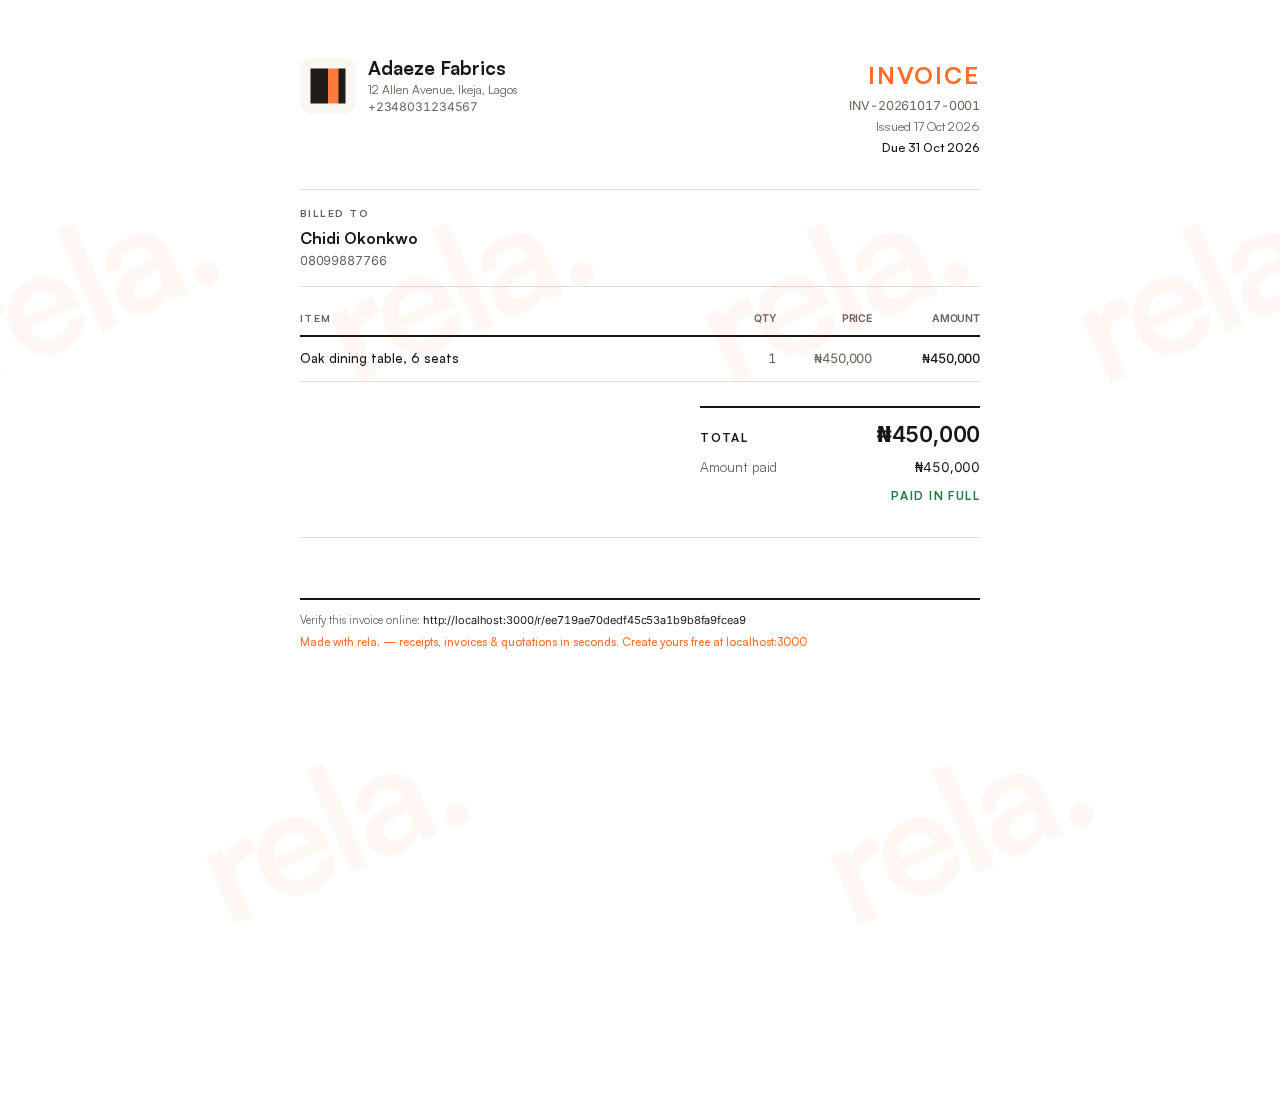 Adaeze Fabrics
12 Allen Avenue, Ikeja, Lagos
+2348031234567
INVOICE
INV-20261017-0001
Issued 17 Oct 2026
Due 31 Oct 2026
BILLED TO
Chidi Okonkwo
08099887766
ITEM QTY PRICE AMOUNT
Oak dining table, 6 seats 1 ₦450,000 ₦450,000
TOTAL ₦450,000
Amount paid ₦450,000
PAID IN FULL
Verify this invoice online: http://localhost:3000/r/ee719ae70dedf45c53a1b9b8fa9fcea9
Made with rela. — receipts, invoices & quotations in seconds. Create yours free at localhost:3000
rela. rela. rela. rela.
rela. rela.